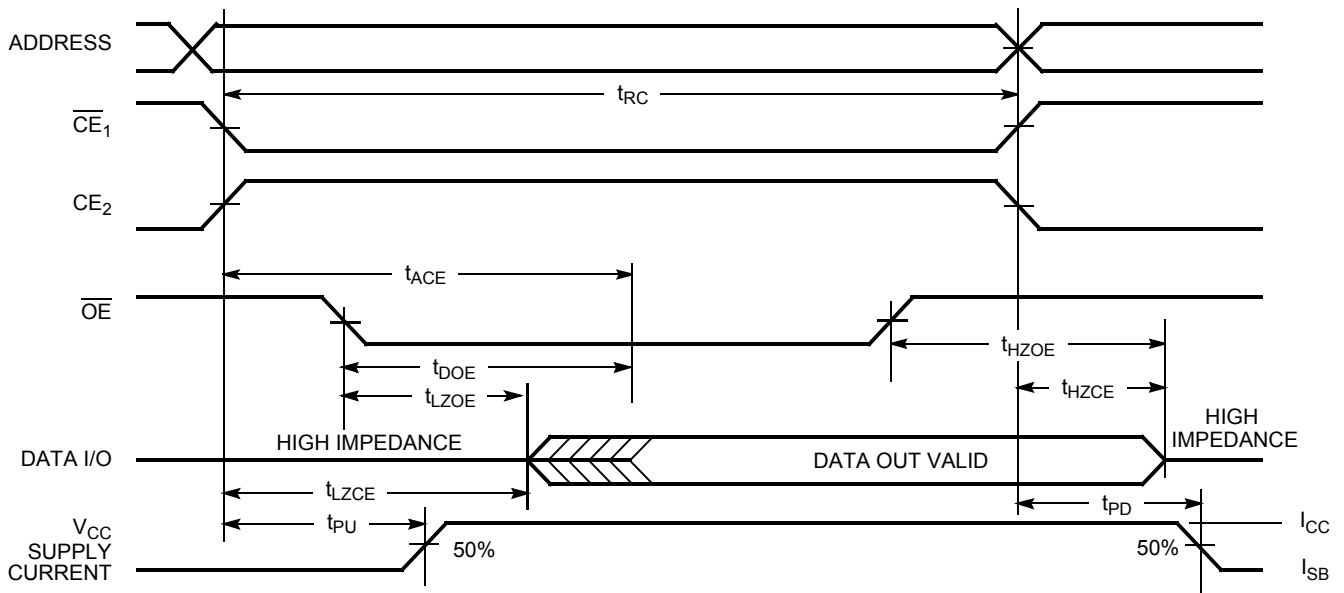 ADDRESS
tRC
CE1
CE2
tACE
OE
tHZOE
tDOE
tHZCE
tLZOE
HIGH
IMPEDANCE
HIGH IMPEDANCE
DATA I/O
DATA OUT VALID
tLZCE
tPD
VCC
SUPPLY
CURRENT
tPU
50%
50%
ICC
ISB